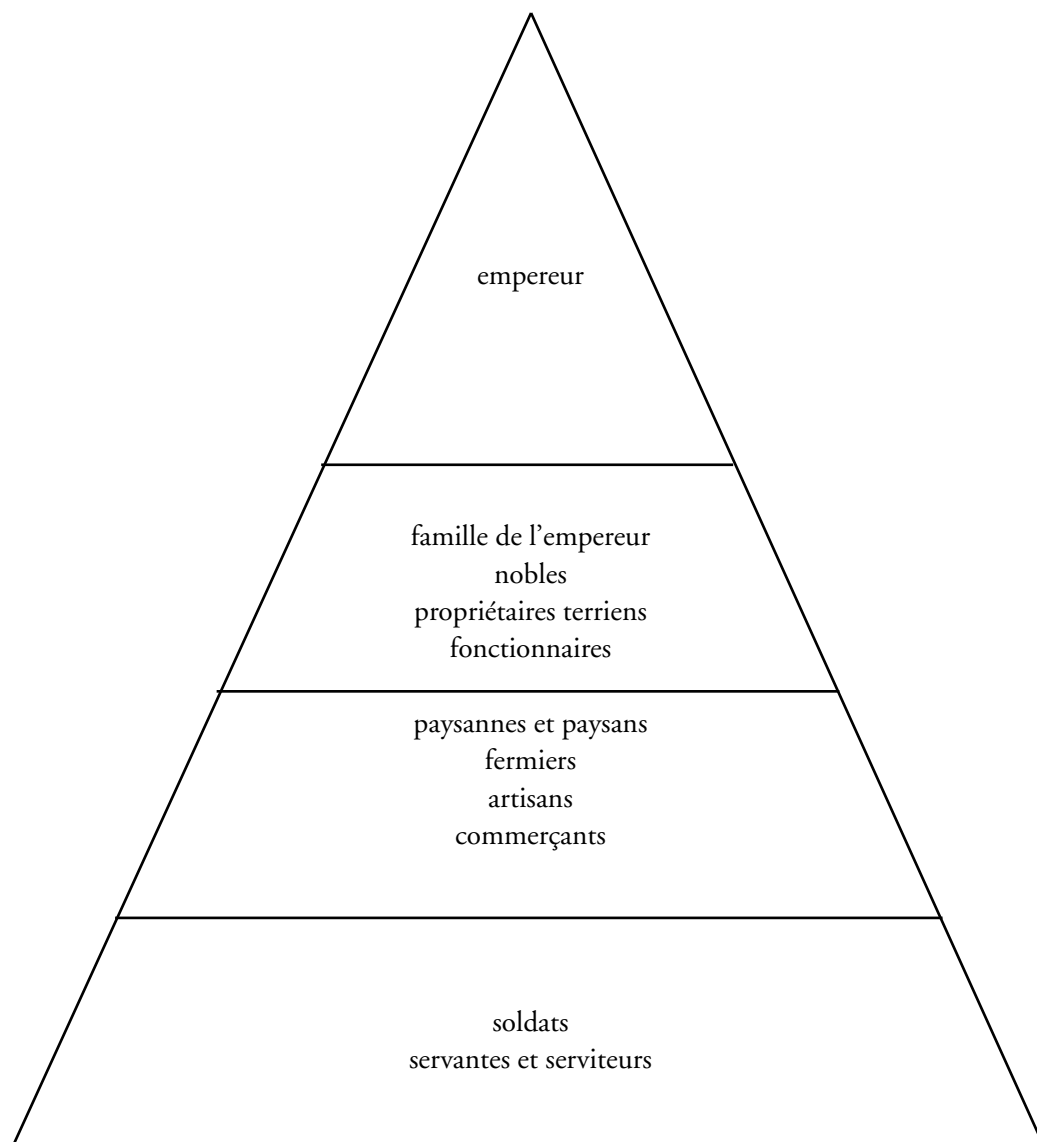 empereur
famille de l’empereur
nobles
propriétaires terriens
fonctionnaires
paysannes et paysans
fermiers
artisans
commerçants
soldats
servantes et serviteurs